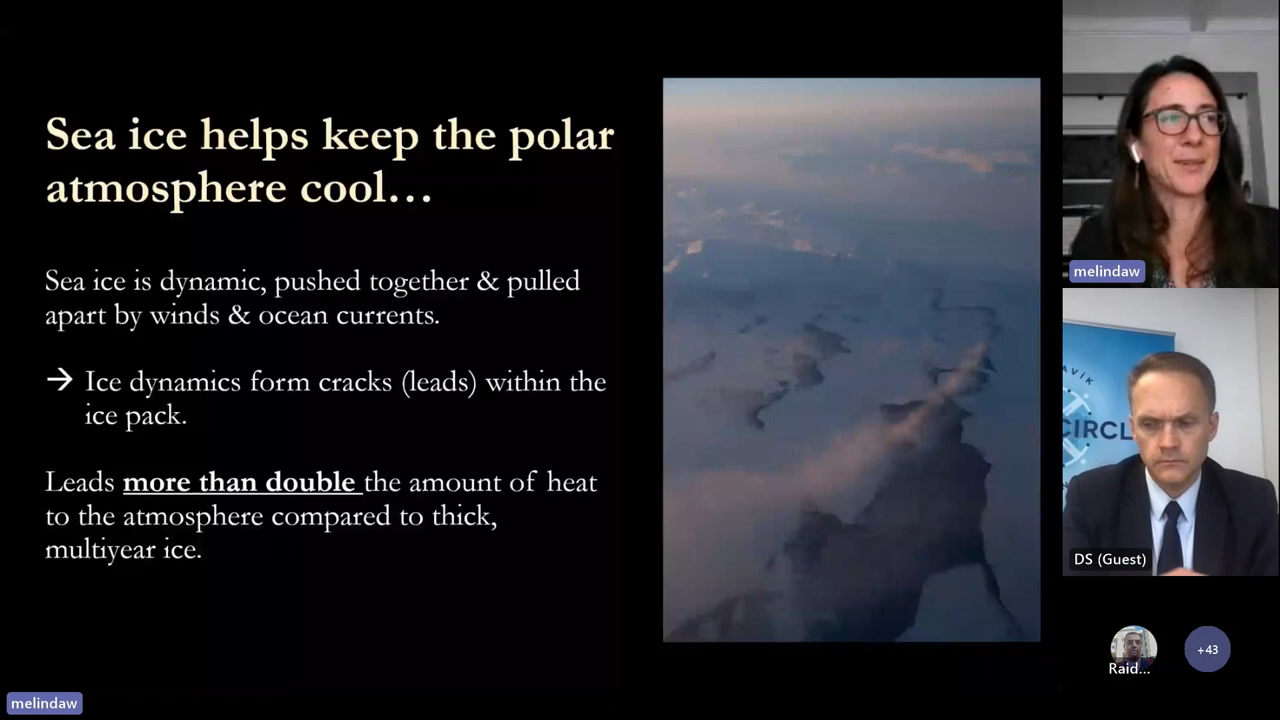 Sea ice helps keep the polar
atmosphere cool…
Sea ice is dynamic, pushed together & pulled
apart by winds & ocean currents.
→ Ice dynamics form cracks (leads) within the
ice pack.
Leads more than double the amount of heat
to the atmosphere compared to thick,
multiyear ice.
melindaw
AVÍK
CIRCL
DS (Guest)
Raid...
+43
melindaw